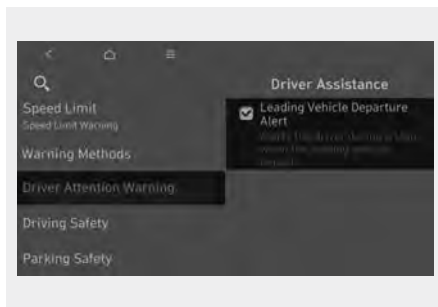 Driver Assistance
Speed Limit
Speed Limit Warning
Warning Methods
Driver Attention Warning
Driving Safety
Parking Safety
Leading Vehicle Departure
Alert